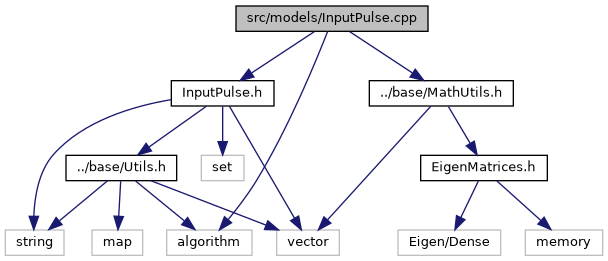 src/models/InputPulse.cpp
InputPulse.h
../base/MathUtils.h
../base/Utils.h
set
EigenMatrices.h
string
map
algorithm
vector
Eigen/Dense
memory